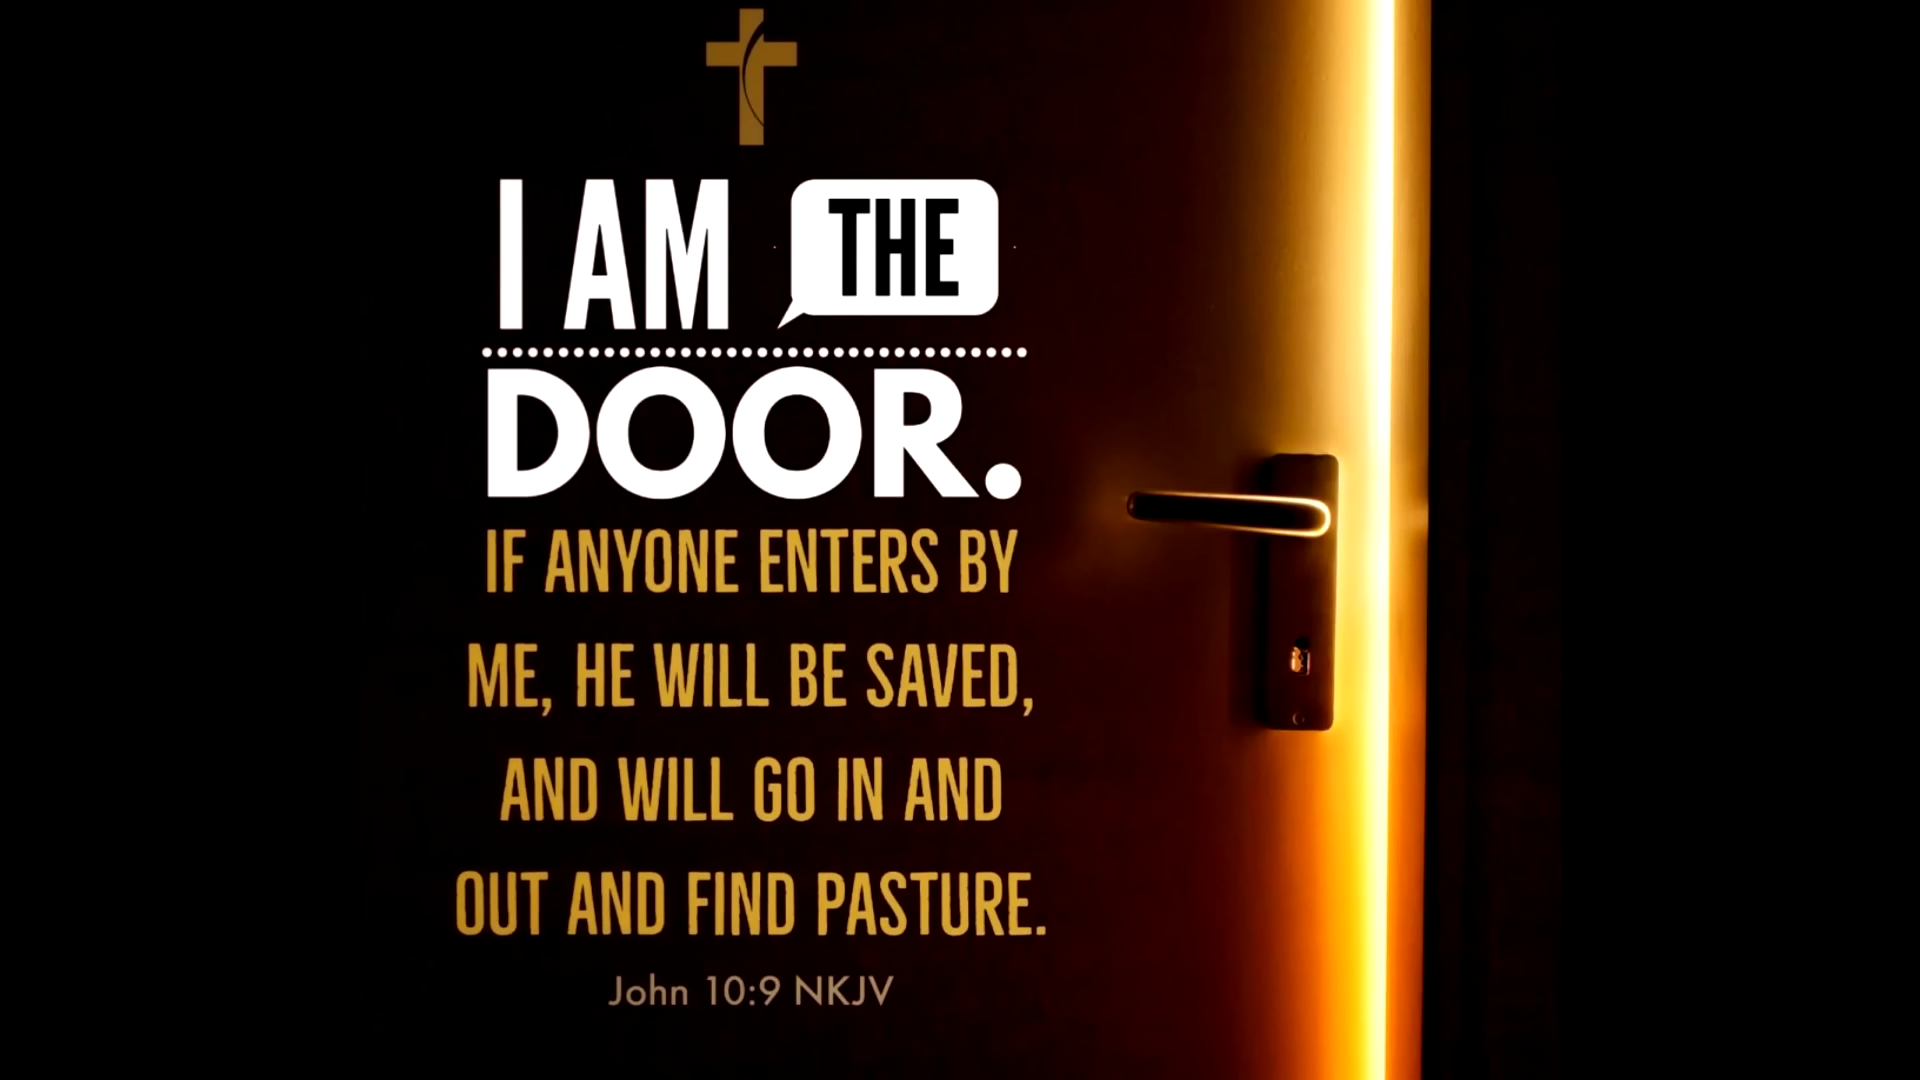 I AM THE
DOOR.
IF ANYONE ENTERS BY
ME, HE WILL BE SAVED,
AND WILL GO IN AND
OUT AND FIND PASTURE.
John 10:9 NKJV